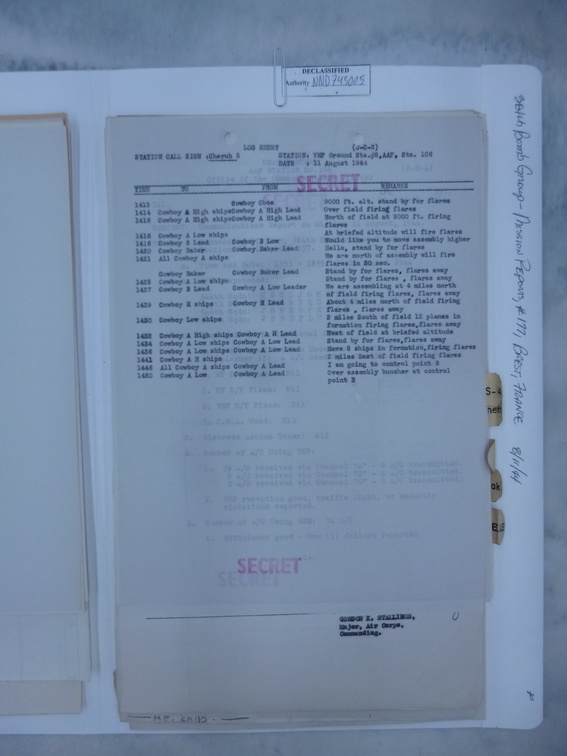 DECLASSIFIED
Authority NND 745005
LOG SHEET (J-C-2)
STATION CALL SIGN :Cherub 5 STATION: VHF Ground Sta.#5,AAF, Sta. 106
DATE : 11 August 1944
SECRET
TIME TO FROM REMARKS
1413 Cowboy Oboe 9000 ft. alt. stand by for flares
1414 Cowboy A High ships Cowboy A High Lead Over field firing flares
1415 Cowboy A High ships Cowboy A High Lead North of field at 9000 ft. firing
flares
1416 Cowboy A Low ships At briefed altitude will fire flares
1416 Cowboy B Lead Cowboy B Low Would like you to move assembly higher
1420 Cowboy Baker Cowboy Baker Lead Hello, stand by for flares
1421 All Cowboy A ships We are north of assembly will fire
flares in 30 sec.
Cowboy Baker Cowboy Baker Lead Stand by for flares, flares away
1425 Cowboy A Low ships Stand by for flares , flares away
1427 Cowboy B Lead Cowboy A Low Leader We are assembling at 4 miles north
of field firing flares, flares away
1429 Cowboy H ships Cowboy H Lead About 4 miles north of field firing
flares , flares away
1430 Cowboy Low ships 2 miles South of field 12 planes in
formation firing flares,flares away
Cowboy A High ships Cowboy A H Lead West of field at briefed altitude
1434 Cowboy A Low ships Cowboy A Low Lead Stand by flares,flares away
1436 Cowboy A Low ships Cowboy A Low Lead Have 8 ships in formation,firing flares
1441 Cowboy A H ships 2 miles East of field firing flares
1446 All Cowboy A ships Cowboy A Lead I am going to control point 2
1450 Cowboy A Low Cowboy A Lead Over assembly buncher at control
point 2
SECRET
GORDON K. STALLINGS
Major, Air Corps,
Commanding.
384th Bomb Group - Mission Records, #177, Brest, France 8/11/44